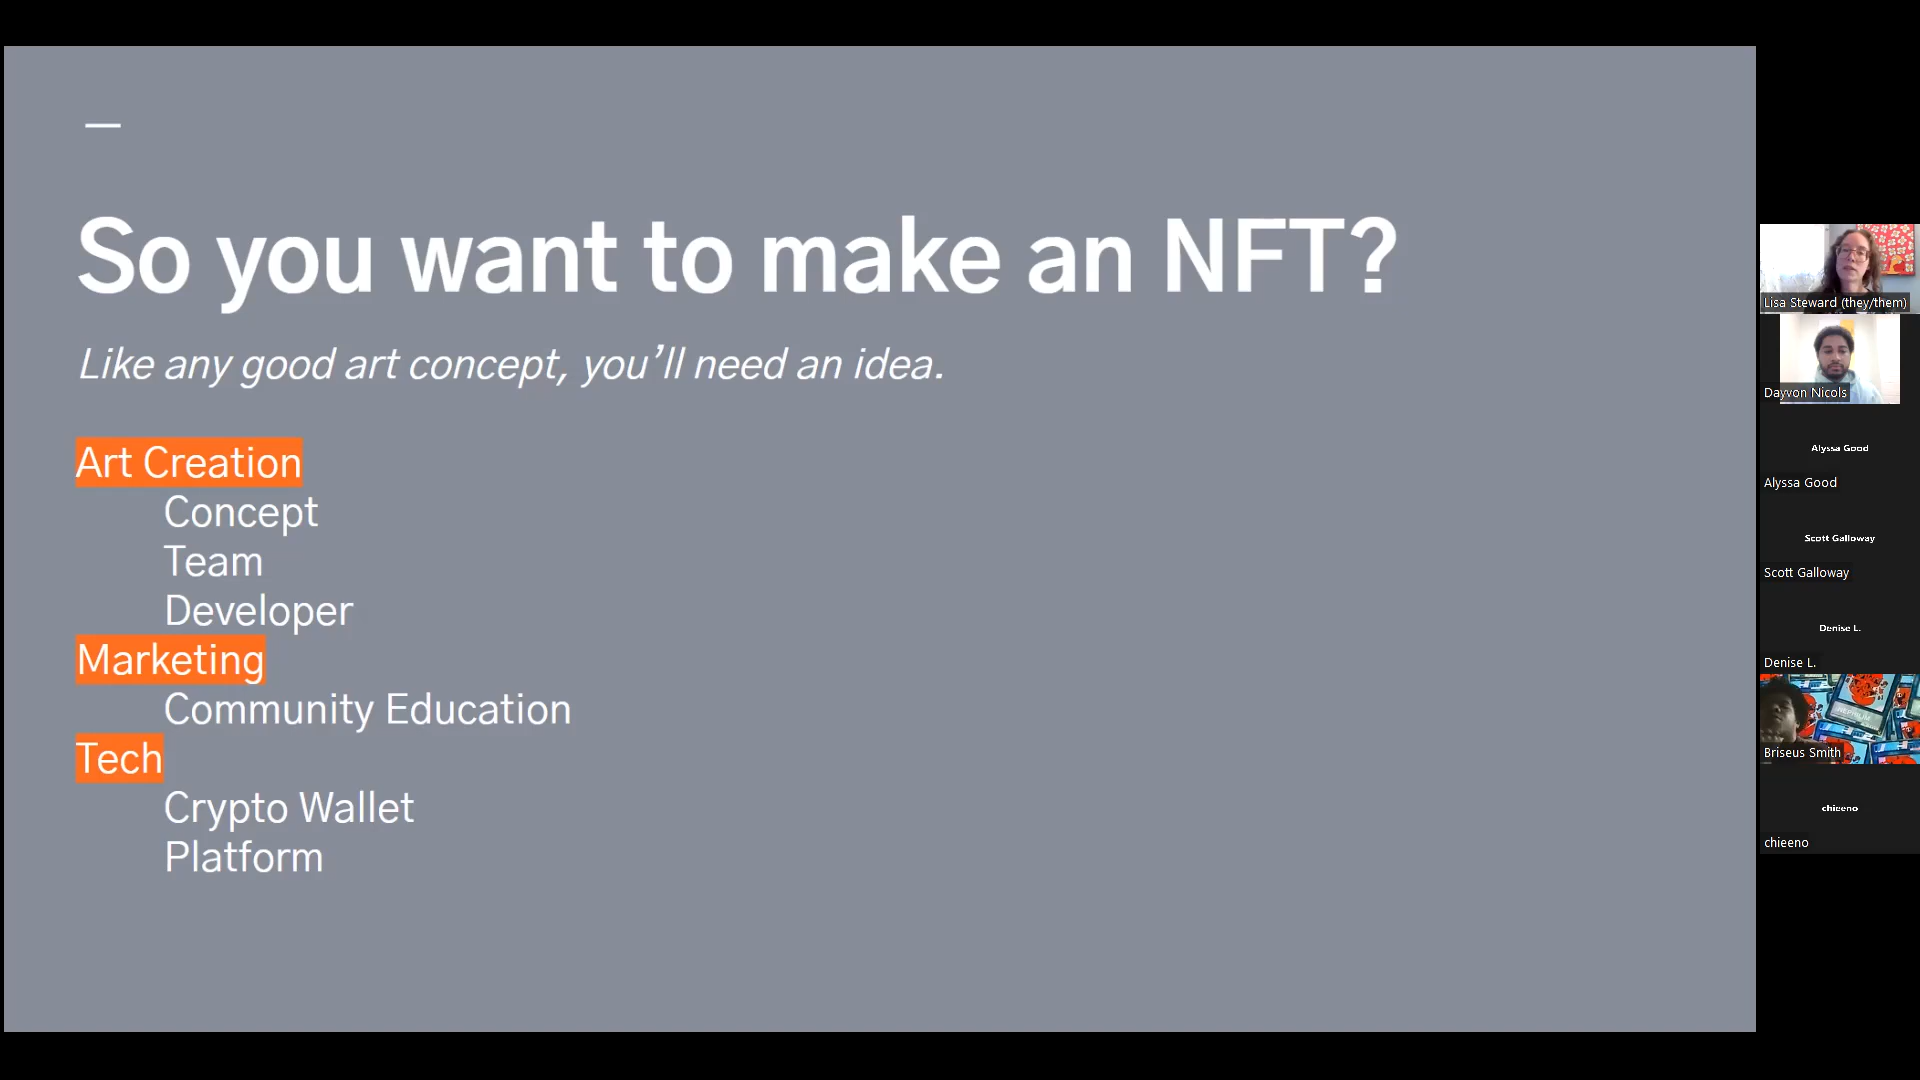 So you want to make an NFT?
Like any good art concept, you’ll need an idea.
Art Creation
Concept
Team
Developer
Marketing
Community Education
Tech
Crypto Wallet
Platform
Lisa Steward (they/them)
Dayvon Nicols
Alyssa Good
Alyssa Good
Scott Galloway
Scott Galloway
Denise L.
Denise L.
Briseus Smith
chieeno
chieeno